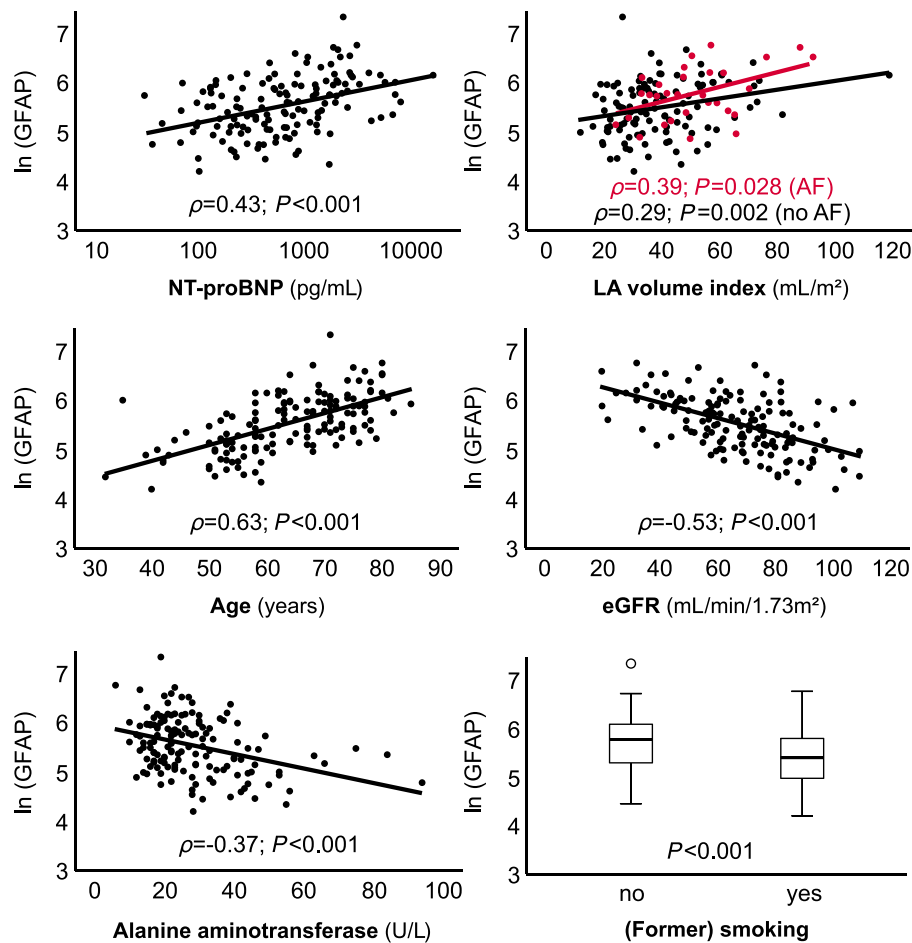 ln (GFAP)
7
6
5
4
3
ρ=0.43; P<0.001
10 100 1000 10000
NT-proBNP (pg/mL)
ln (GFAP)
7
6
5
4
3
ρ=0.39; P=0.028 (AF)
ρ=0.29; P=0.002 (no AF)
0 20 40 60 80 100 120
LA volume index (mL/m²)
ln (GFAP)
7
6
5
4
3
ρ=0.63; P<0.001
30 40 50 60 70 80 90
Age (years)
ln (GFAP)
7
6
5
4
3
ρ=-0.53; P<0.001
0 20 40 60 80 100 120
eGFR (mL/min/1.73m²)
ln (GFAP)
7
6
5
4
3
ρ=-0.37; P<0.001
0 20 40 60 80 100
Alanine aminotransferase (U/L)
ln (GFAP)
7
6
5
4
3
P<0.001
no yes
(Former) smoking